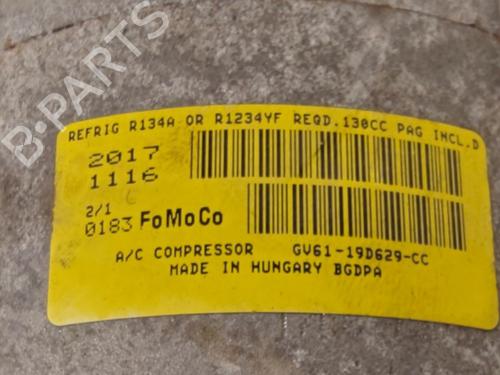 B-PARTS
REFRIG R134A OR R1234YF REQD.130CC PAG INCL.D
2017
1116
2/1
0183 FoMoCo
A/C COMPRESSOR GV61-19D629-CC
MADE IN HUNGARY BGDPA